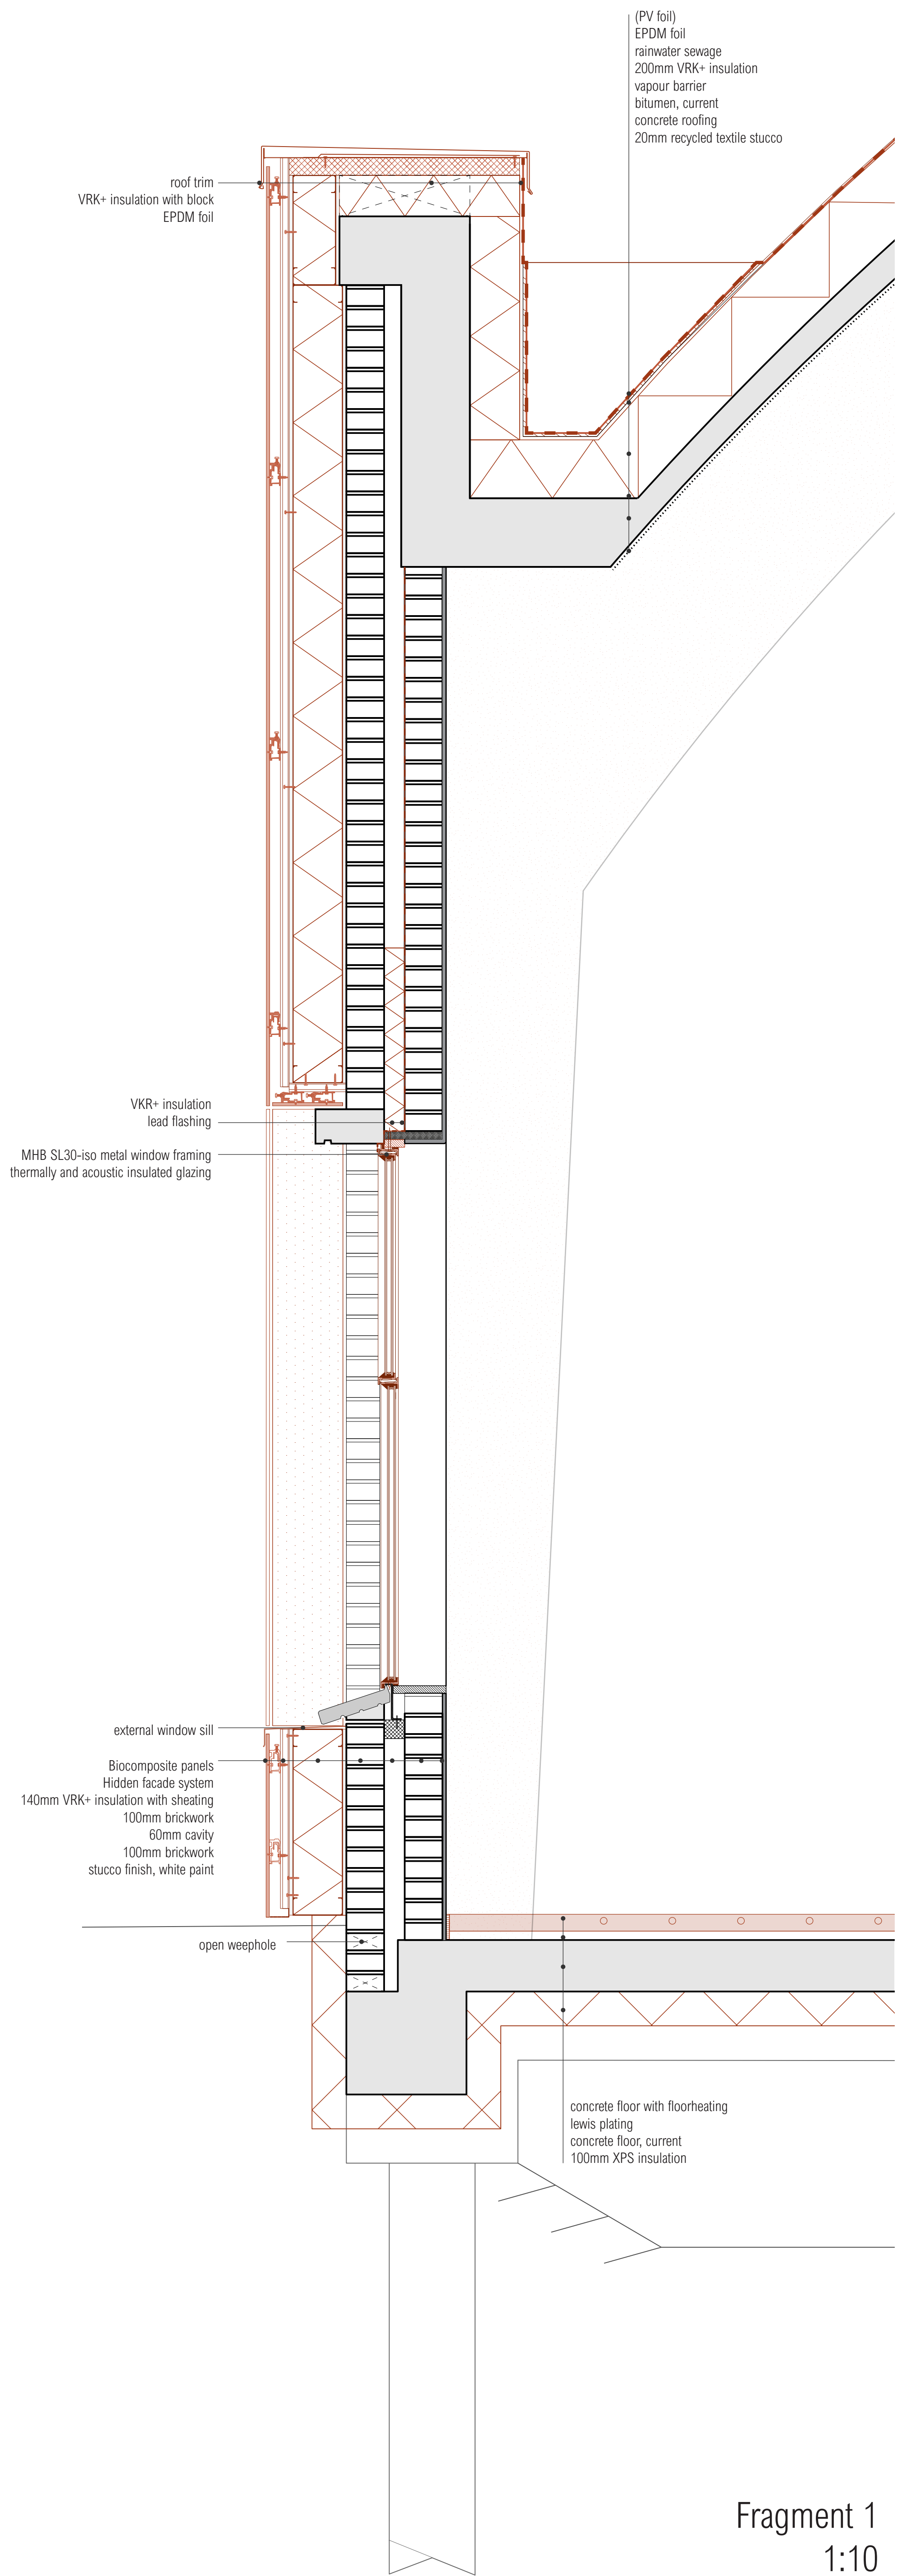 (PV foil)
EPDM foil
rainwater sewage
200mm VRK+ insulation
vapour barrier
bitumen, current
concrete roofing
20mm recycled textile stucco
roof trim
VRK+ insulation with block
EPDM foil
VKR+ insulation
lead flashing
MHB SL30-iso metal window framing
thermally and acoustic insulated glazing
external window sill
Biocomposite panels
Hidden facade system
140mm VRK+ insulation with sheating
100mm brickwork
60mm cavity
100mm brickwork
stucco finish, white paint
open weephole
concrete floor with floorheating
lewis plating
concrete floor, current
100mm XPS insulation
Fragment 1
1:10